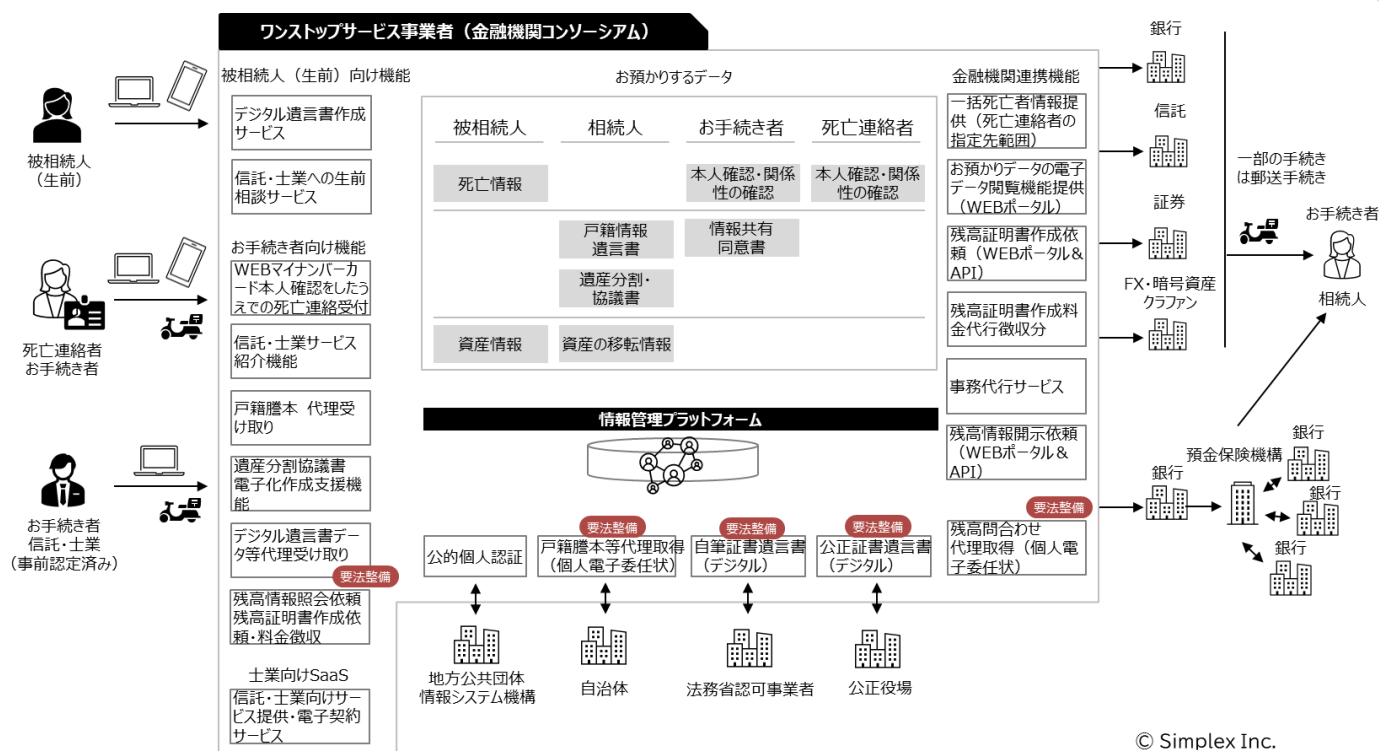 ワンストップサービス事業者（金融機関コンソーシアム）
被相続人
（生前）
死亡連絡者
お手続き者
お手続き者
信託・士業
（事前認定済み）
被相続人（生前）向け機能
デジタル遺言書作成
サービス
信託・士業への生前
相談サービス
お手続き者向け機能
WEBマイナンバーカ
ード本人確認をしたう
えでの死亡連絡受付
信託・士業サービス
紹介機能
戸籍謄本 代理受
け取り
遺産分割協議書
電子化作成支援機
能
デジタル遺言書デー
タ等代理受け取り
要法整備
残高情報照会依頼
残高証明書作成依
頼・料金徴収
士業向けSaaS
信託・士業向けサー
ビス提供・電子契約
サービス
お預かりするデータ
被相続人
相続人
お手続き者
死亡連絡者
死亡情報
本人確認・関係
性の確認
本人確認・関係
性の確認
戸籍情報
遺言書
情報共有
同意書
遺産分割・
協議書
資産情報
資産の移転情報
情報管理プラットフォーム
公的個人認証
要法整備
戸籍謄本等代理取得
（個人電子委任状）
要法整備
自筆証書遺言書
（デジタル）
要法整備
公正証書遺言書
（デジタル）
地方公共団体
情報システム機構
自治体
法務省認可事業者
公正役場
金融機関連携機能
一括死亡者情報提
供（死亡連絡者の
指定先範囲）
お預かりデータの電子
データ閲覧機能提供
（WEBポータル）
残高証明書作成依
頼（WEBポータル＆
API）
残高証明書作成料
金代行徴収分
事務代行サービス
残高情報開示依頼
（WEBポータル＆
API）
要法整備
残高問合わせ
代理取得（個人電
子委任状）
銀行
信託
証券
FX・暗号資産
クラファン
一部の手続き
は郵送手続き
お手続き者
相続人
銀行
預金保険機構
銀行
銀行
銀行
© Simplex Inc.